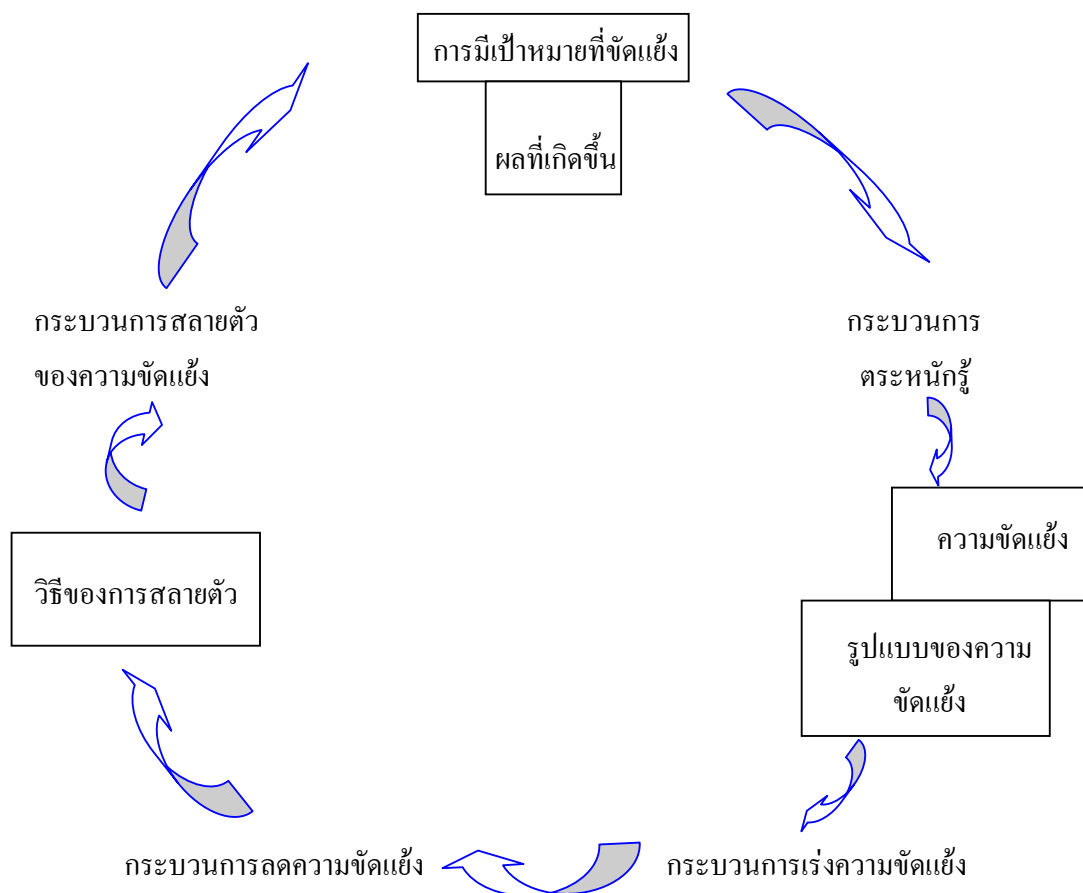 การมีเป้าหมายที่ขัดแย้ง
ผลที่เกิดขึ้น
กระบวนการสลายตัว
ของความขัดแย้ง
กระบวนการ
ตระหนักรู้
ความขัดแย้ง
วิธีของการสลายตัว
รูปแบบของความ
ขัดแย้ง
กระบวนการลดความขัดแย้ง
กระบวนการเร่งความขัดแย้ง